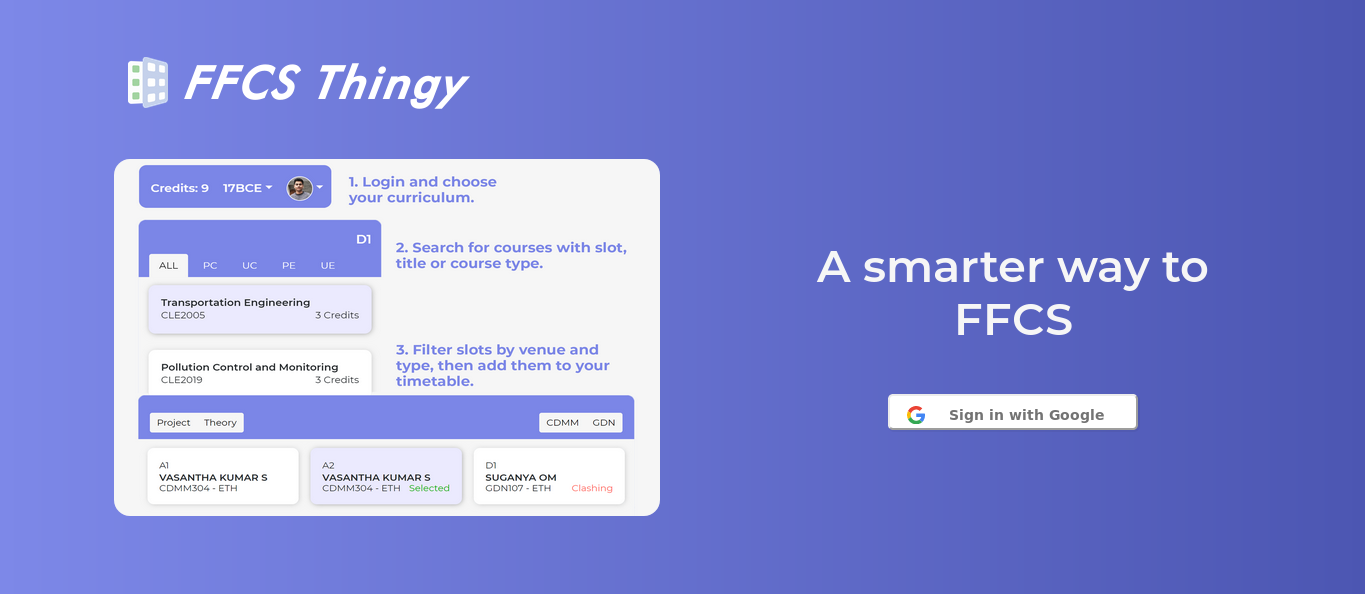 FFCS Thingy
Credits: 9 17BCE
1. Login and choose
your curriculum.
D1
ALL PC UC PE UE
2. Search for courses with slot,
title or course type.
Transportation Engineering
CLE2005 3 Credits
Pollution Control and Monitoring
CLE2019 3 Credits
3. Filter slots by venue and
type, then add them to your
timetable.
Project Theory CDMM GDN
A1
VASANTHA KUMAR S
CDMM304 - ETH
A2
VASANTHA KUMAR S
CDMM304 - ETH Selected
D1
SUGANYA OM
GDN107 - ETH Clashing
A smarter way to
FFCS
Sign in with Google